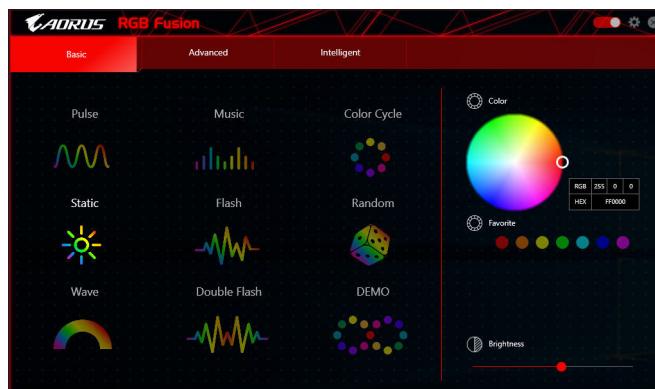 AORUS RGB Fusion
Basic Advanced Intelligent
Pulse Music Color Cycle
Static Flash Random
Wave Double Flash DEMO
Color
RGB 255 0 0
HEX FF0000
Favorite
Brightness